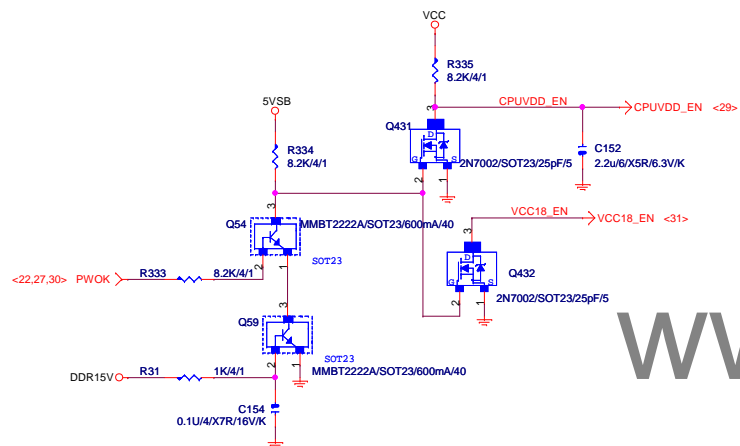 VCC
R335
8.2K/4/1
3
CPUVDD_EN
CPUVDD_EN <29>
5VSB
Q431
D
G
S
2N7002/SOT23/25pF/5
2
1
C152
2.2u/6/X5R/6.3V/K
R334
8.2K/4/1
3
Q54
MMBT2222A/SOT23/600mA/40
SOT23
2
1
VCC18_EN
VCC18_EN <31>
3
D
G
S
Q432
2
1
2N7002/SOT23/25pF/5
<22,27,30> PWOK
R333
8.2K/4/1
3
Q59
SOT23
MMBT2222A/SOT23/600mA/40
2
1
DDR15V
R31
1K/4/1
C154
0.1U/4/X7R/16V/K
wv